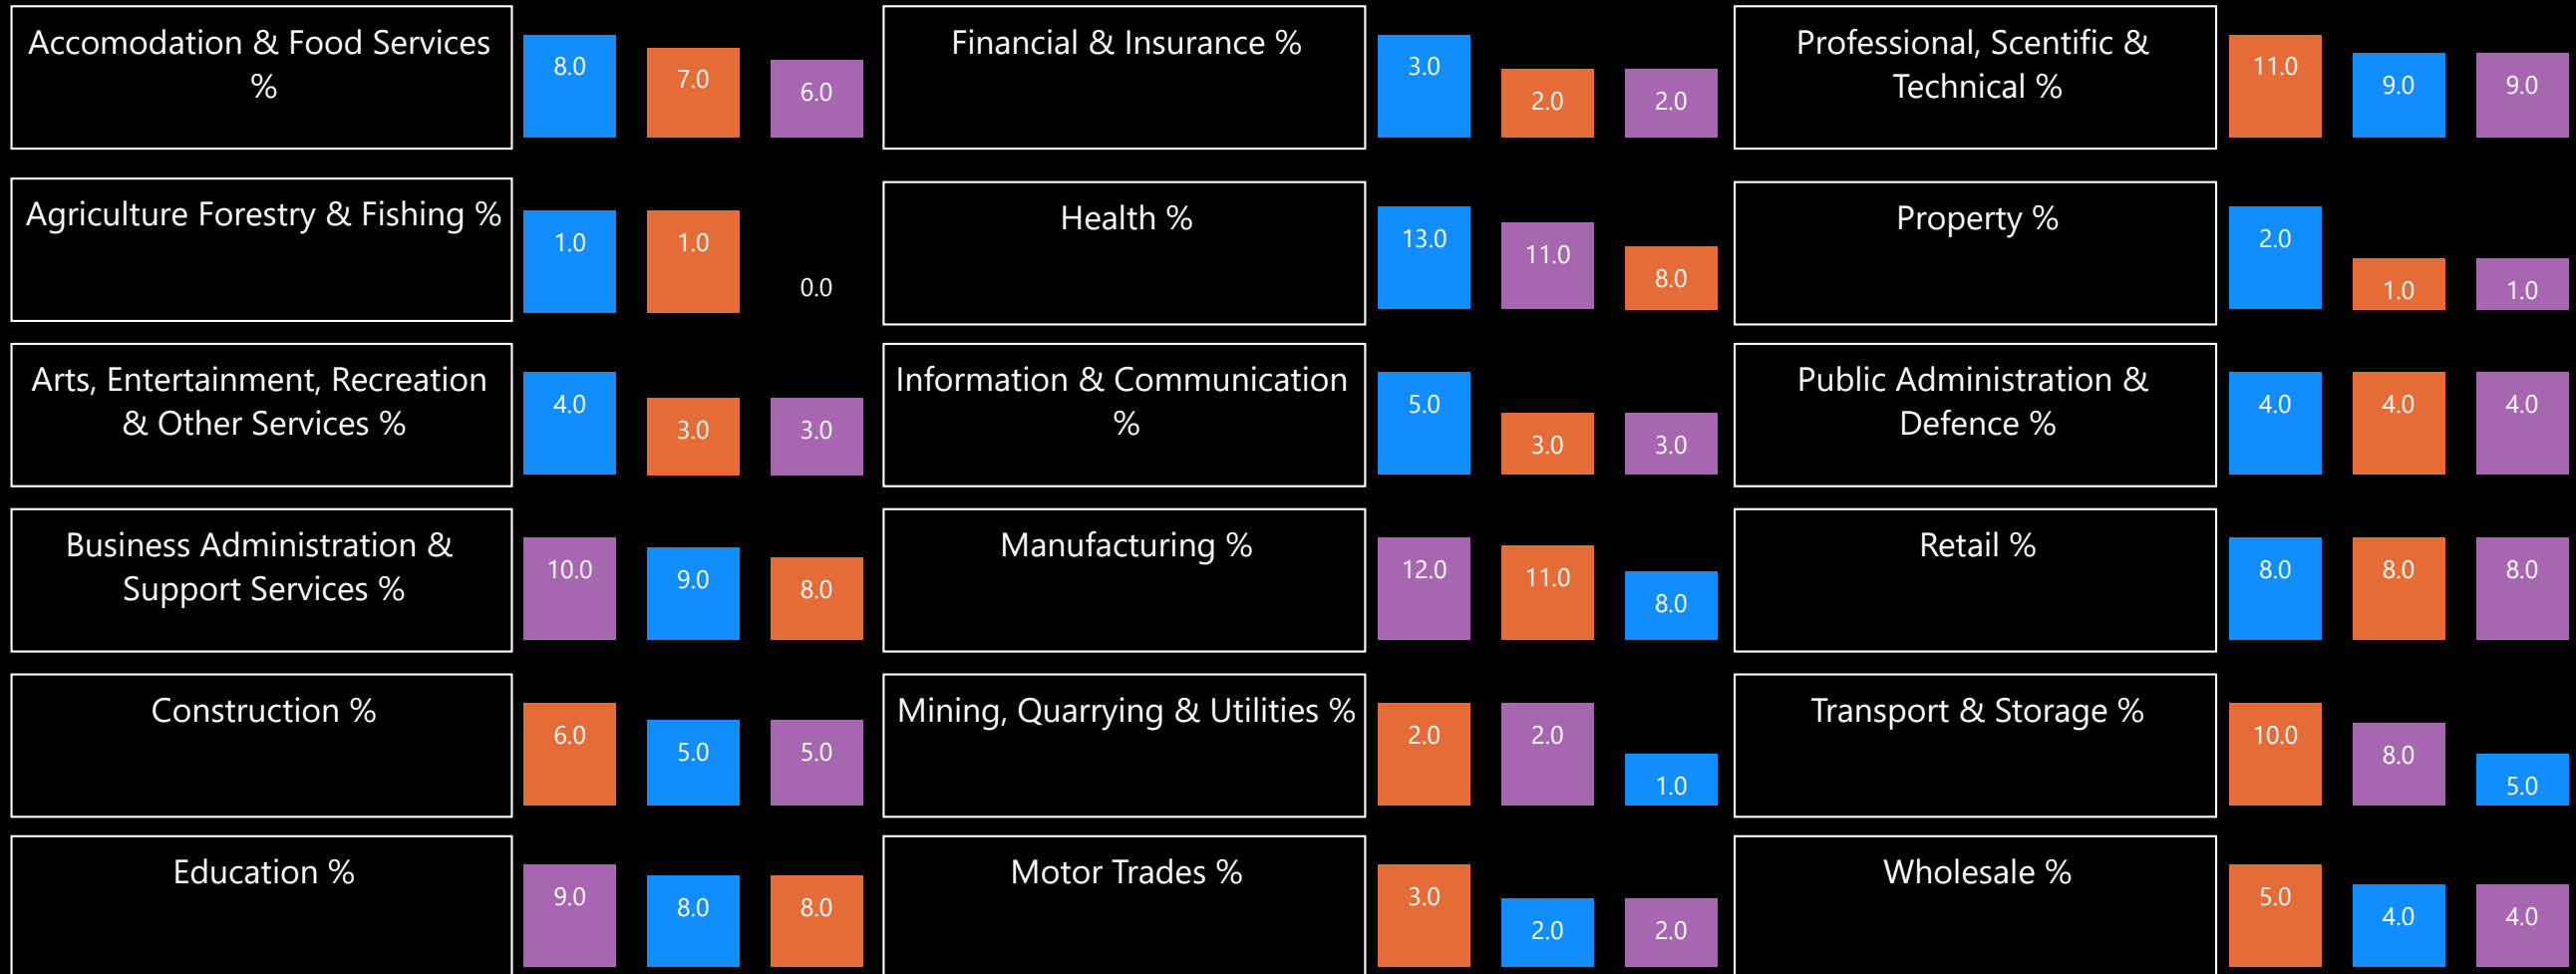 Accomodation & Food Services
%
8.0
7.0
6.0
Financial & Insurance %
3.0
2.0
2.0
Professional, Scentific &
Technical %
11.0
9.0
9.0
Agriculture Forestry & Fishing %
1.0
1.0
0.0
Health %
13.0
11.0
8.0
Property %
2.0
1.0
1.0
Arts, Entertainment, Recreation
& Other Services %
4.0
3.0
3.0
Information & Communication
%
5.0
3.0
3.0
Public Administration &
Defence %
4.0
4.0
4.0
Business Administration &
Support Services %
10.0
9.0
8.0
Manufacturing %
12.0
11.0
8.0
Retail %
8.0
8.0
8.0
Construction %
6.0
5.0
5.0
Mining, Quarrying & Utilities %
2.0
2.0
1.0
Transport & Storage %
10.0
8.0
5.0
Education %
9.0
8.0
8.0
Motor Trades %
3.0
2.0
2.0
Wholesale %
5.0
4.0
4.0